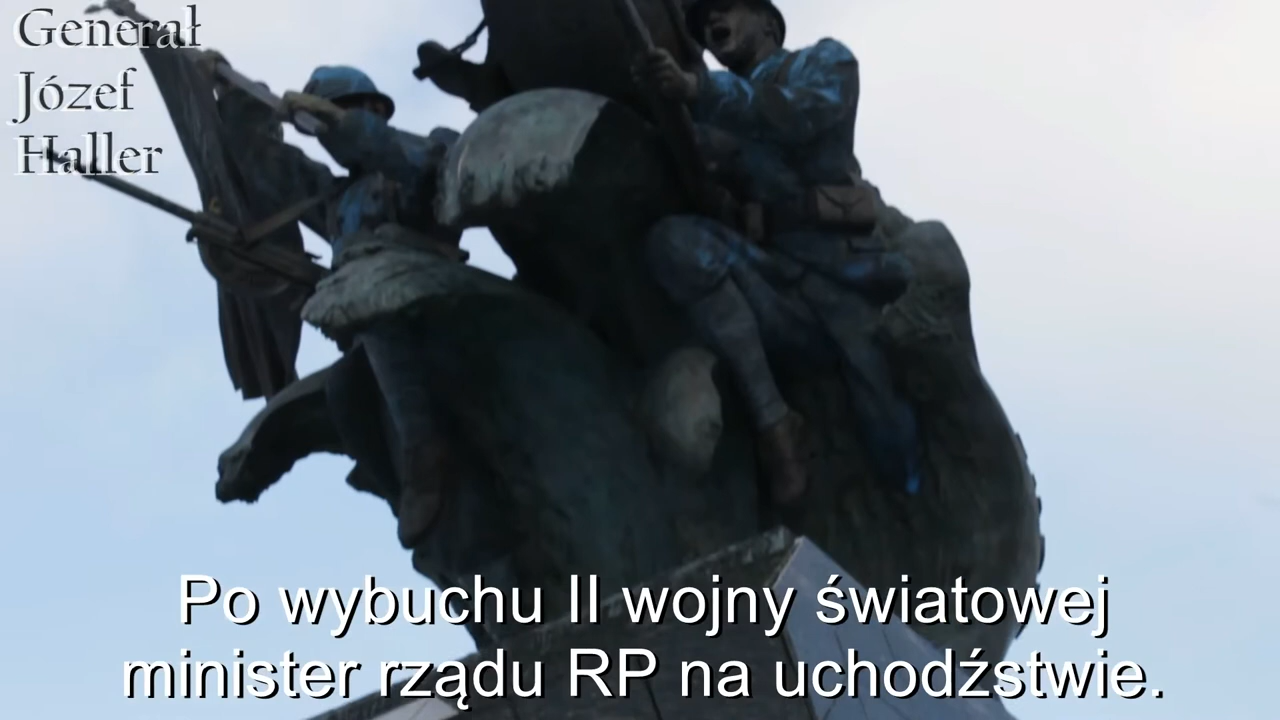 Generał
Józef
Haller
Po wybuchu II wojny światowej
minister rządu RP na uchodźstwie.